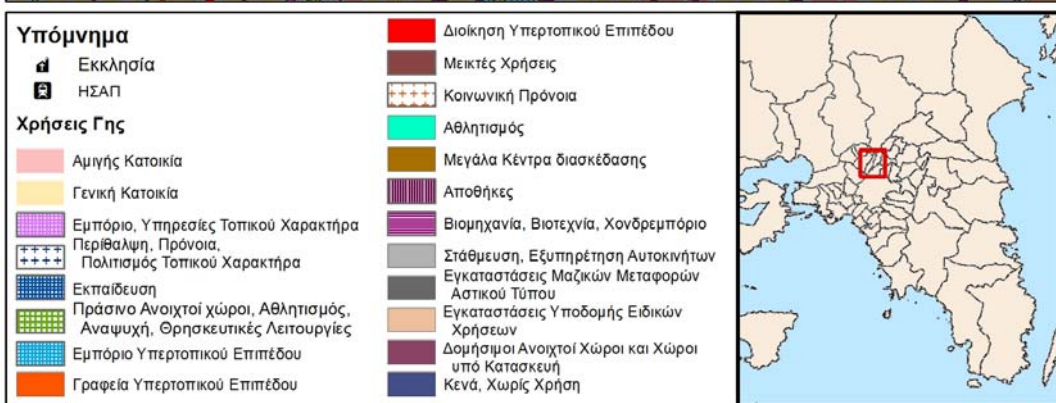 Υπόμνημα
Εκκλησία
ΗΣΑΠ
Χρήσεις Γης
Αμιγής Κατοικία
Γενική Κατοικία
Εμπόριο, Υπηρεσίες Τοπικού Χαρακτήρα
Περίθαλψη, Πρόνοια,
Πολιτισμός Τοπικού Χαρακτήρα
Εκπαίδευση
Πράσινο Ανοιχτοί χώροι, Αθλητισμός,
Αναψυχή, Θρησκευτικές Λειτουργίες
Εμπόριο Υπερτοπικού Επιπέδου
Γραφεία Υπερτοπικού Επιπέδου
Διοίκηση Υπερτοπικού Επιπέδου
Μεικτές Χρήσεις
Κοινωνική Πρόνοια
Αθλητισμός
Μεγάλα Κέντρα διασκέδασης
Αποθήκες
Βιομηχανία, Βιοτεχνία, Χονδρεμπόριο
Στάθμευση, Εξυπηρέτηση Αυτοκινήτων
Εγκαταστάσεις Μαζικών Μεταφορών
Αστικού Τύπου
Εγκαταστάσεις Υποδομής Ειδικών
Χρήσεων
Δομήσιμοι Ανοιχτοί Χώροι και Χώροι
υπό Κατασκευή
Κενά, Χωρίς Χρήση